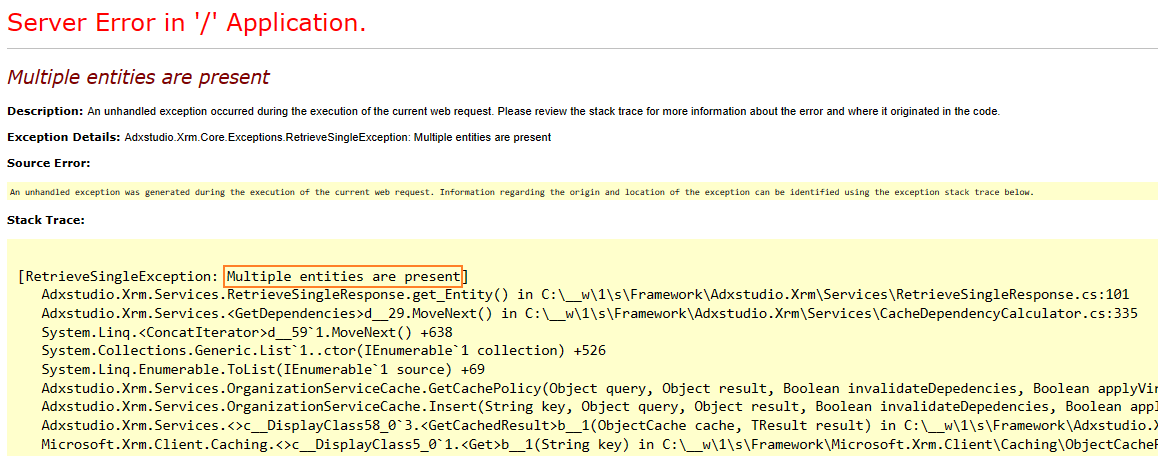 Server Error in '/' Application.
Multiple entities are present
Description: An unhandled exception occurred during the execution of the current web request. Please review the stack trace for more information about the error and where it originated in the code.
Exception Details: Adxstudio.Xrm.Core.Exceptions.RetrieveSingleException: Multiple entities are present
Source Error:
An unhandled exception was generated during the execution of the current web request. Information regarding the origin and location of the exception can be identified using the exception stack trace below.
Stack Trace:
[RetrieveSingleException: Multiple entities are present]
Adxstudio.Xrm.Services.RetrieveSingleResponse.get_Entity() in C:\__w\1\s\Framework\Adxstudio.Xrm\Services\RetrieveSingleResponse.cs:101
Adxstudio.Xrm.Services.<GetDependencies>d__29.MoveNext() in C:\__w\1\s\Framework\Adxstudio.Xrm\Services\CacheDependencyCalculator.cs:335
System.Linq.<ConcatIterator>d__59`1.MoveNext() +638
System.Collections.Generic.List`1..ctor(IEnumerable`1 collection) +526
System.Linq.Enumerable.ToList(IEnumerable`1 source) +69
Adxstudio.Xrm.Services.OrganizationServiceCache.GetCachePolicy(Object query, Object result, Boolean invalidateDepedencies, Boolean applyVir
Adxstudio.Xrm.Services.OrganizationServiceCache.Insert(String key, Object query, Object result, Boolean invalidateDepedencies, Boolean appl
Adxstudio.Xrm.Services.<>c__DisplayClass58_0`3.<GetCachedResult>b__1(ObjectCache cache, TResult result) in C:\__w\1\s\Framework\Adxstudio.X
Microsoft.Xrm.Client.Caching.<>c__DisplayClass5_0`1.<Get>b__1(String key) in C:\__w\1\s\Framework\Microsoft.Xrm.Client\Caching\ObjectCacheP